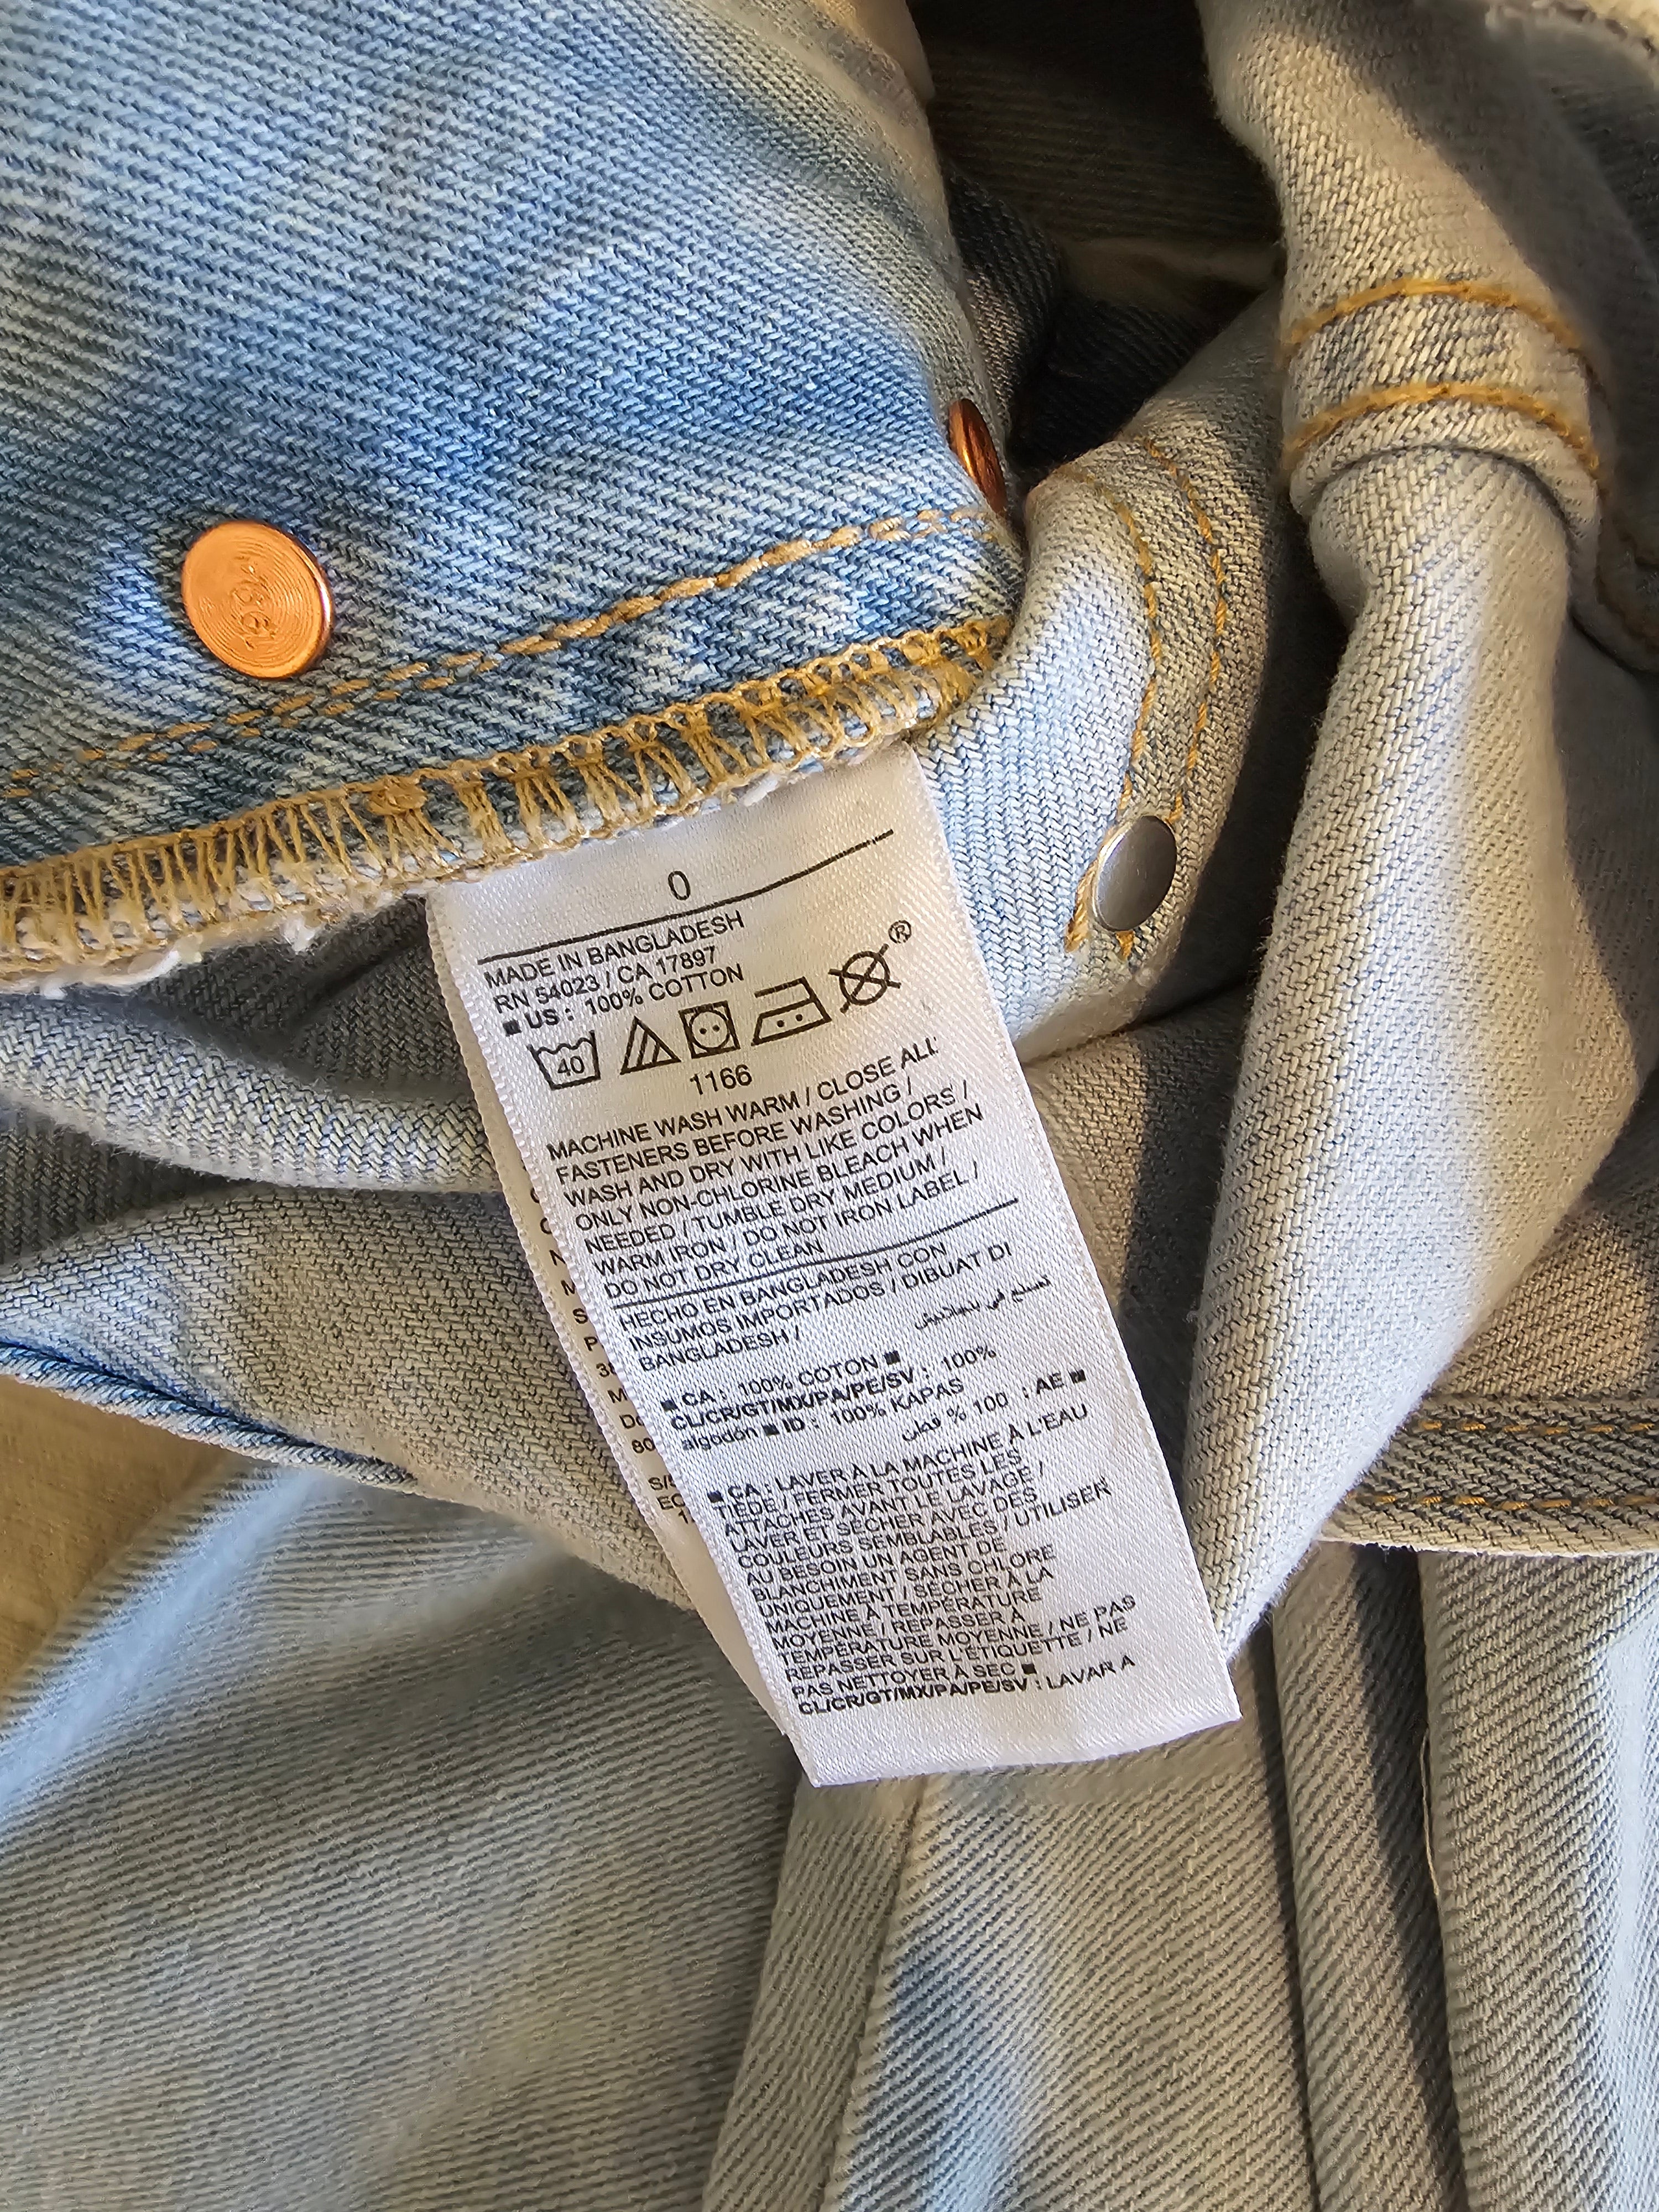 0
MADE IN BANGLADESH
RN 54023 / CA 17897
■ US : 100% COTTON
40
®
1166
MACHINE WASH WARM / CLOSE ALL
FASTENERS BEFORE WASHING /
WASH AND DRY WITH LIKE COLORS /
ONLY NON-CHLORINE BLEACH WHEN
NEEDED / TUMBLE DRY MEDIUM /
WARM IRON / DO NOT IRON LABEL /
DO NOT DRY CLEAN
HECHO EN BANGLADESH CON
INSUMOS IMPORTADOS / DIBUAT DI
BANGLADESH /
■ CA : 100% COTON ■
CL/CR/GT/MX/PA/PE/SV : 100%
algodón ■ ID : 100% KAPAS
■ AE : 100 % قطن
■ CA : LAVER À LA MACHINE À L'EAU
TIÈDE / FERMER TOUTES LES
ATTACHES AVANT LE LAVAGE /
LAVER ET SÉCHER AVEC DES
COULEURS SEMBLABLES / UTILISER
AU BESOIN UN AGENT DE
BLANCHIMENT SANS CHLORE
UNIQUEMENT / SÉCHER À LA
MACHINE À TEMPÉRATURE
MOYENNE / REPASSER À
TEMPÉRATURE MOYENNE / NE PAS
REPASSER SUR L'ÉTIQUETTE / NE
PAS NETTOYER À SEC ■
CL/CR/GT/MX/PA/PE/SV : LAVAR A